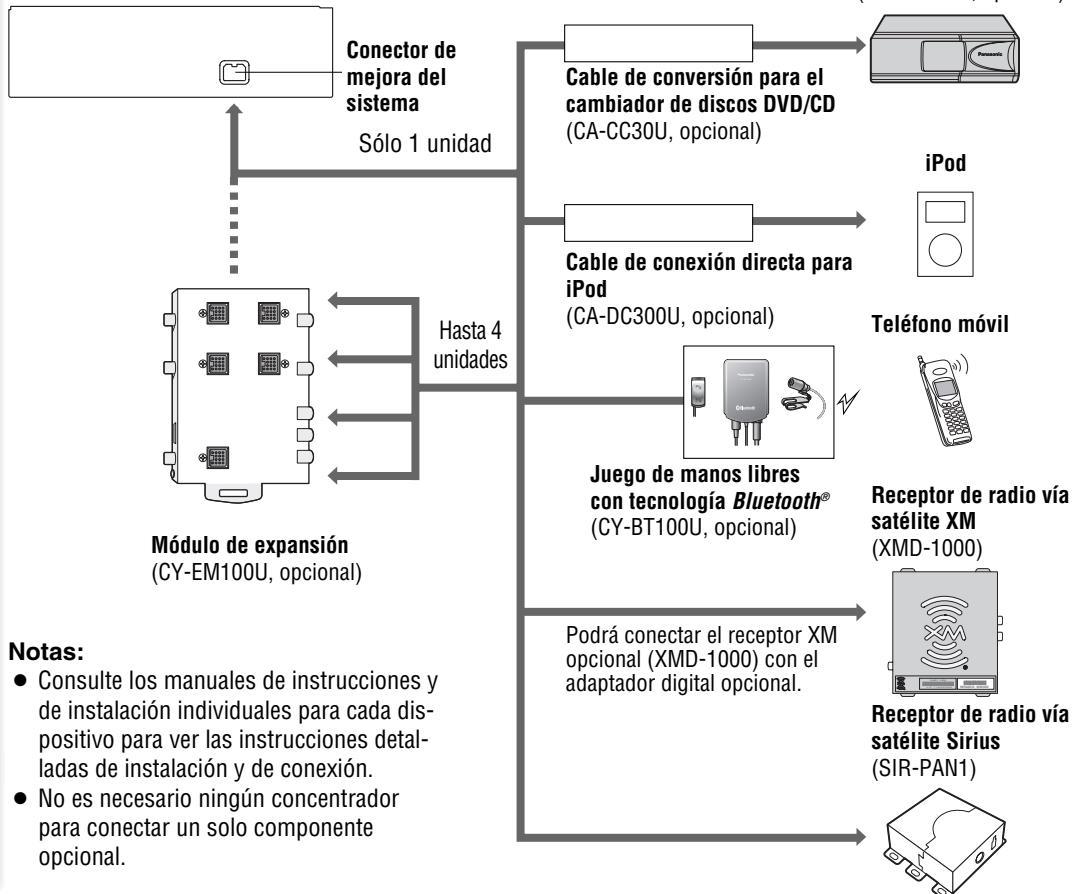 Conector de
mejora del
sistema
Sólo 1 unidad
Cable de conversión para el
cambiador de discos DVD/CD
(CA-CC30U, opcional)
Panasonic
iPod
Cable de conexión directa para
iPod
(CA-DC300U, opcional)
Hasta 4
unidades
Teléfono móvil
Juego de manos libres
con tecnología Bluetooth®
(CY-BT100U, opcional)
Módulo de expansión
(CY-EM100U, opcional)
Receptor de radio vía
satélite XM
(XMD-1000)
XM
Podrá conectar el receptor XM
opcional (XMD-1000) con el
adaptador digital opcional.
Receptor de radio vía
satélite Sirius
(SIR-PAN1)
Notas:
● Consulte los manuales de instrucciones y
de instalación individuales para cada dis-
positivo para ver las instrucciones detal-
ladas de instalación y de conexión.
● No es necesario ningún concentrador
para conectar un solo componente
opcional.